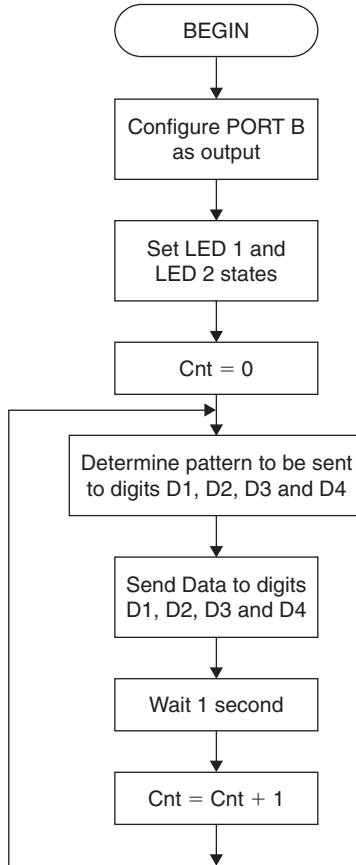 BEGIN
Configure PORT B
as output
Set LED 1 and
LED 2 states
Cnt = 0
Determine pattern to be sent
to digits D1, D2, D3 and D4
Send Data to digits
D1, D2, D3 and D4
Wait 1 second
Cnt = Cnt + 1